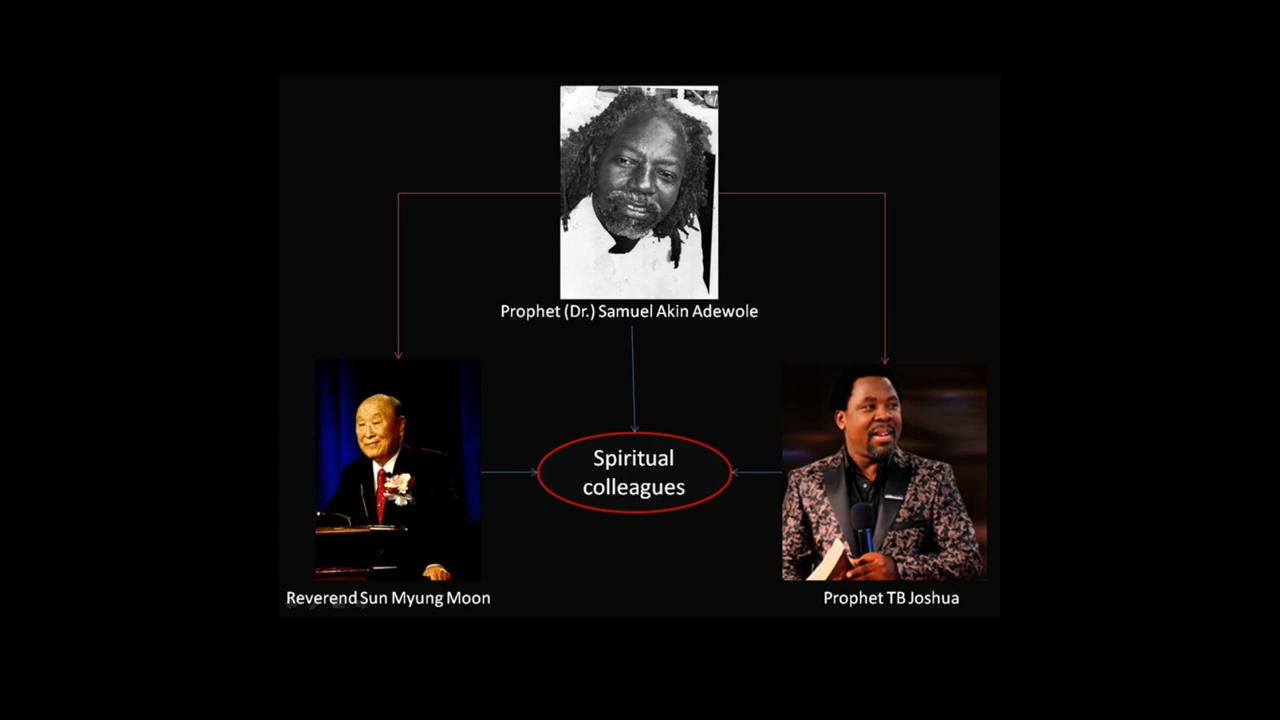 Prophet (Dr.) Samuel Akin Adewole
Spiritual
colleagues
Reverend Sun Myung Moon
Prophet TB Joshua